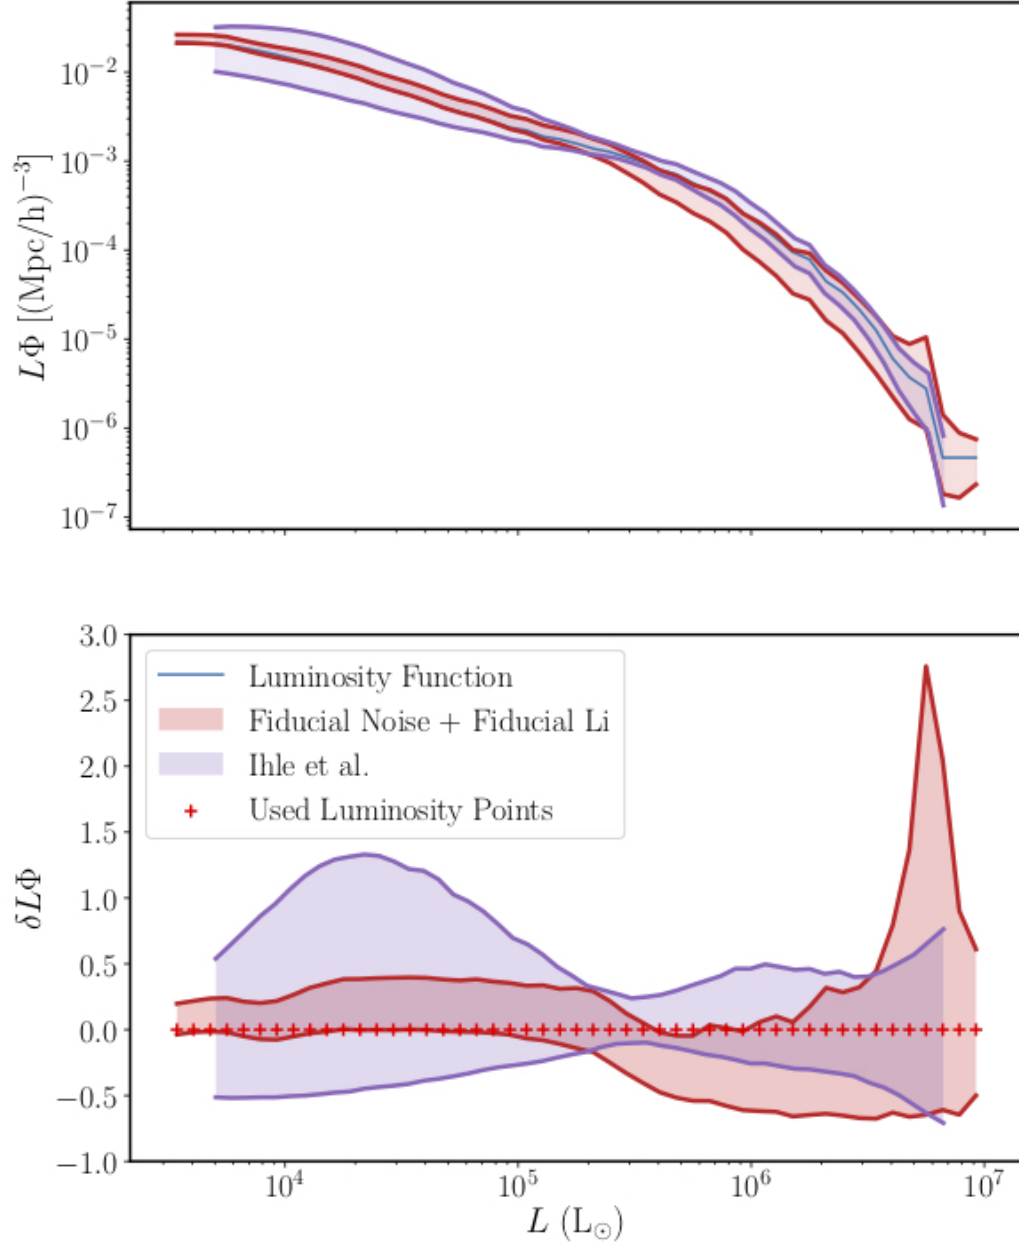 10⁻²
10⁻³
10⁻⁴
10⁻⁵
10⁻⁶
10⁻⁷
LΦ [(Mpc/h)⁻³]
3.0
2.5
2.0
1.5
1.0
0.5
0.0
−0.5
−1.0
δLΦ
Luminosity Function
Fiducial Noise + Fiducial Li
Ihle et al.
Used Luminosity Points
10⁴ 10⁵ 10⁶ 10⁷
L (L⊙)